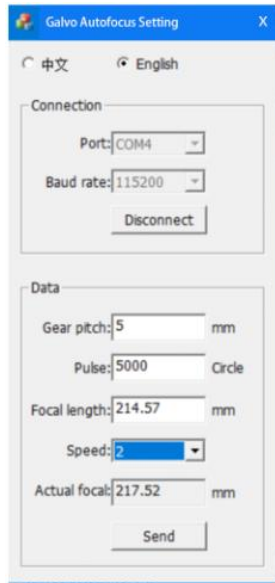 Galvo Autofocus Setting X
中文 English
Connection
Port: COM4
Baud rate: 115200
Disconnect
Data
Gear pitch: 5 mm
Pulse: 5000 Circle
Focal length: 214.57 mm
Speed: 2
Actual focal: 217.52 mm
Send